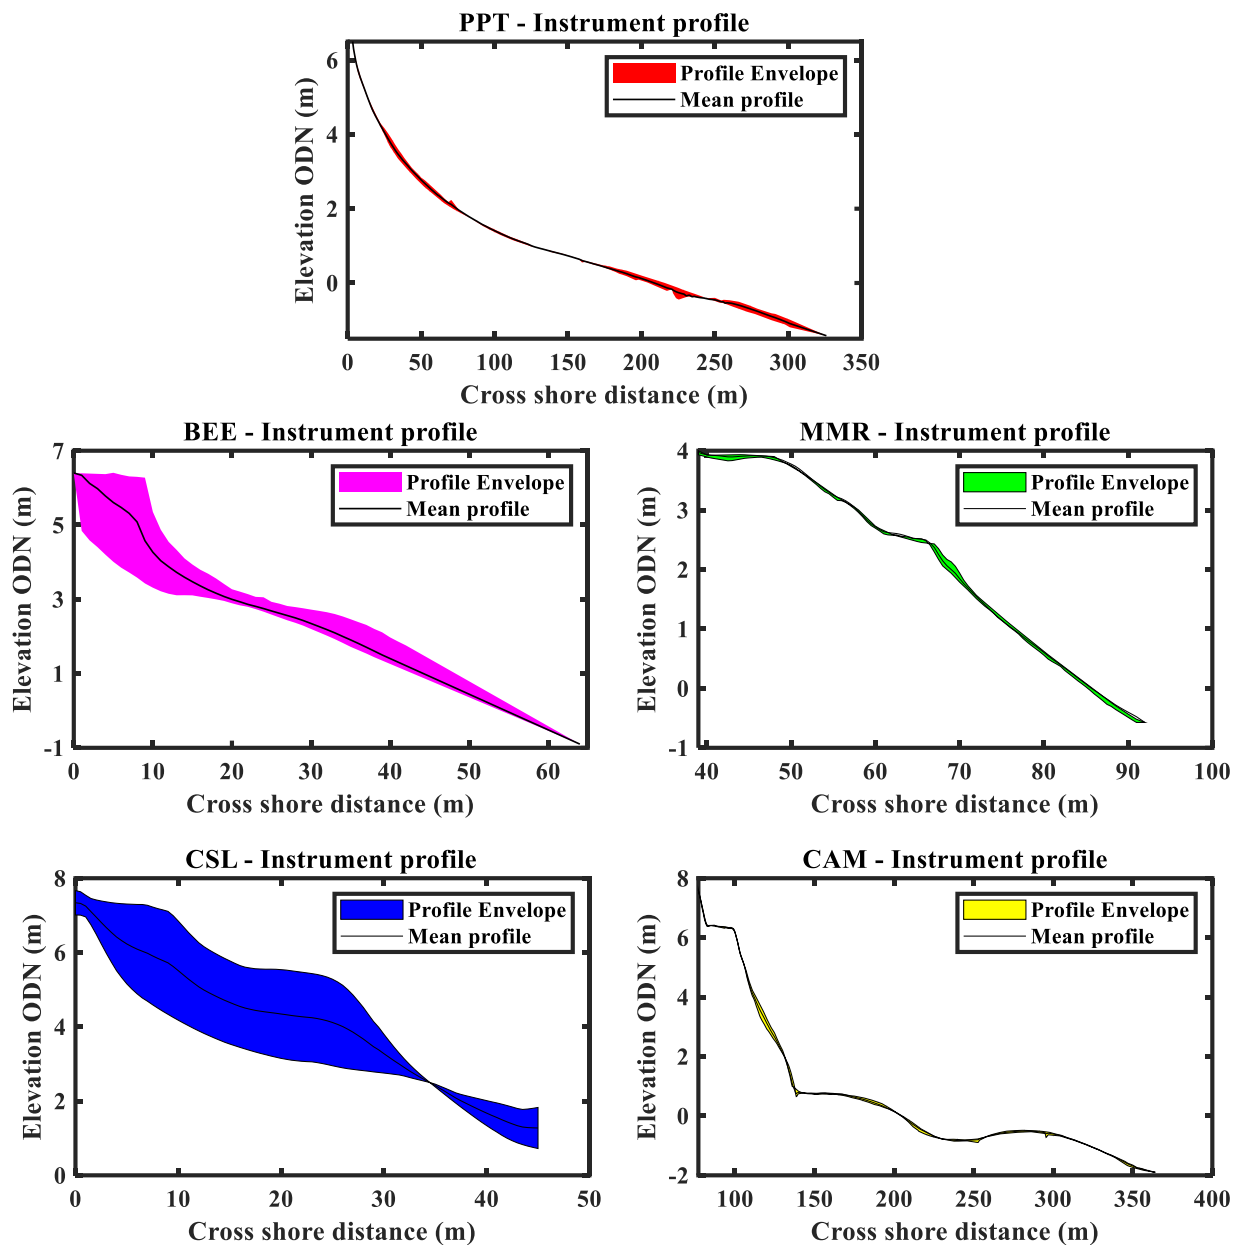 PPT - Instrument profile
Elevation ODN (m)
6
4
2
0
Profile Envelope
Mean profile
0 50 100 150 200 250 300 350
Cross shore distance (m)
BEE - Instrument profile
Elevation ODN (m)
7
5
3
1
-1
Profile Envelope
Mean profile
0 10 20 30 40 50 60
Cross shore distance (m)
MMR - Instrument profile
Elevation ODN (m)
4
3
2
1
0
-1
Profile Envelope
Mean profile
40 50 60 70 80 90 100
Cross shore distance (m)
CSL - Instrument profile
Elevation ODN (m)
8
6
4
2
0
Profile Envelope
Mean profile
0 10 20 30 40 50
Cross shore distance (m)
CAM - Instrument profile
Elevation ODN (m)
8
6
4
2
0
-2
Profile Envelope
Mean profile
100 150 200 250 300 350 400
Cross shore distance (m)